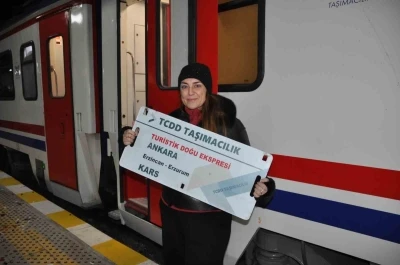 TAŞIMACILIK
TCDD TAŞIMACILIK
TURİSTİK DOĞU EKSPRESİ
ANKARA
Erzincan - Erzurum
KARS